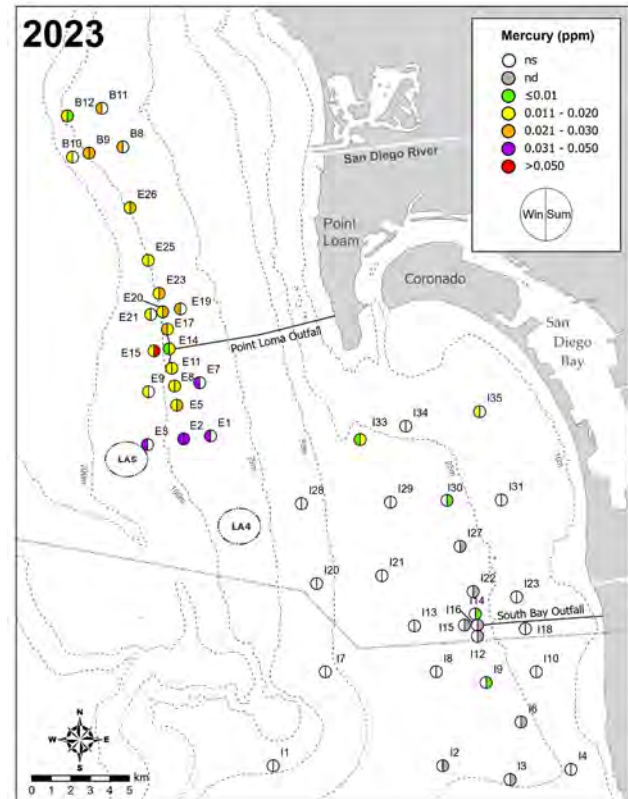 2023
Mercury (ppm)
ns
nd
≤0.01
0.011 - 0.020
0.021 - 0.030
0.031 - 0.050
>0.050
Win Sum
B12
B11
B10
B9
B8
San Diego River
Point
Loam
Coronado
San
Diego
Bay
E26
E25
E23
E20
E19
E21
E17
E14
Point Loma Outfall
E15
E11
E9
E8
E7
E5
E3
E2
E1
LA5
LA4
I35
I34
I33
I28
I29
I30
I31
I27
I20
I21
I22
I23
I14
I16
I13
I15
South Bay Outfall
I18
I12
I7
I8
I9
I10
I6
I1
I2
I3
I4
N
W E
S
km
0 1 2 3 4 5